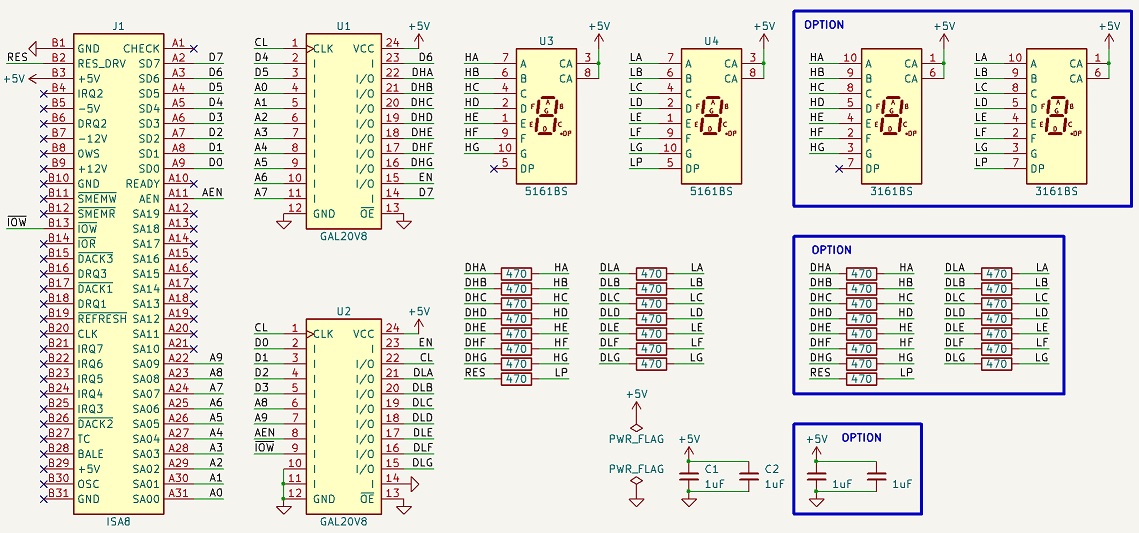 J1
B1 GND CHECK A1
RES B2 RES_DRV SD7 A2 D7
+5V B3 +5V SD6 A3 D6
B4 IRQ2 SD5 A4 D5
B5 -5V SD4 A5 D4
B6 DRQ2 SD3 A6 D3
B7 -12V SD2 A7 D2
B8 0WS SD1 A8 D1
B9 +12V SD0 A9 D0
B10 GND READY A10
B11 SMEMW AEN A11 AEN
B12 SMEMR SA19 A12
IOW B13 IOW SA18 A13
B14 IOR SA17 A14
B15 DACK3 SA16 A15
B16 DRQ3 SA15 A16
B17 DACK1 SA14 A17
B18 DRQ1 SA13 A18
B19 REFRESH SA12 A19
B20 CLK SA11 A20
B21 IRQ7 SA10 A21
B22 IRQ6 SA09 A22 A9
B23 IRQ5 SA08 A23 A8
B24 IRQ4 SA07 A24 A7
B25 IRQ3 SA06 A25 A6
B26 DACK2 SA05 A26 A5
B27 TC SA04 A27 A4
B28 BALE SA03 A28 A3
B29 +5V SA02 A29 A2
B30 OSC SA01 A30 A1
B31 GND SA00 A31 A0
ISA8
U1
+5V
CL 1 CLK VCC 24
D4 2 I I 23 D6
D5 3 I I/O 22 DHA
A0 4 I I/O 21 DHB
A1 5 I I/O 20 DHC
A2 6 I I/O 19 DHD
A3 7 I I/O 18 DHE
A4 8 I I/O 17 DHF
A5 9 I I/O 16 DHG
A6 10 I I/O 15 EN
A7 11 I I 14 D7
12 GND OE 13
GAL20V8
U2
+5V
CL 1 CLK VCC 24
D0 2 I I 23 EN
D1 3 I I/O 22 CL
D2 4 I I/O 21 DLA
D3 5 I I/O 20 DLB
A8 6 I I/O 19 DLC
A9 7 I I/O 18 DLD
AEN 8 I I/O 17 DLE
IOW 9 I I/O 16 DLF
10 I I/O 15 DLG
11 I I 14
12 GND OE 13
GAL20V8
U3
+5V
HA 7 A CA 3
HB 6 B CA 8
HC 4 C
HD 2 D
HE 1 E
HF 9 F
HG 10 G
5 DP
F A B G E D C DP
5161BS
U4
+5V
LA 7 A CA 3
LB 6 B CA 8
LC 4 C
LD 2 D
LE 1 E
LF 9 F
LG 10 G
LP 5 DP
F A B G E D C DP
5161BS
OPTION
+5V
HA 10 A CA 1
HB 9 B CA 6
HC 8 C
HD 5 D
HE 4 E
HF 2 F
HG 3 G
7 DP
F A B G E D C DP
3161BS
+5V
LA 10 A CA 1
LB 9 B CA 6
LC 8 C
LD 5 D
LE 4 E
LF 2 F
LG 3 G
LP 7 DP
F A B G E D C DP
3161BS
DHA 470 HA
DHB 470 HB
DHC 470 HC
DHD 470 HD
DHE 470 HE
DHF 470 HF
DHG 470 HG
RES 470 LP
DLA 470 LA
DLB 470 LB
DLC 470 LC
DLD 470 LD
DLE 470 LE
DLF 470 LF
DLG 470 LG
OPTION
DHA 470 HA
DHB 470 HB
DHC 470 HC
DHD 470 HD
DHE 470 HE
DHF 470 HF
DHG 470 HG
RES 470 LP
DLA 470 LA
DLB 470 LB
DLC 470 LC
DLD 470 LD
DLE 470 LE
DLF 470 LF
DLG 470 LG
+5V
PWR_FLAG
PWR_FLAG
+5V
C1
1uF
C2
1uF
+5V
OPTION
1uF
1uF